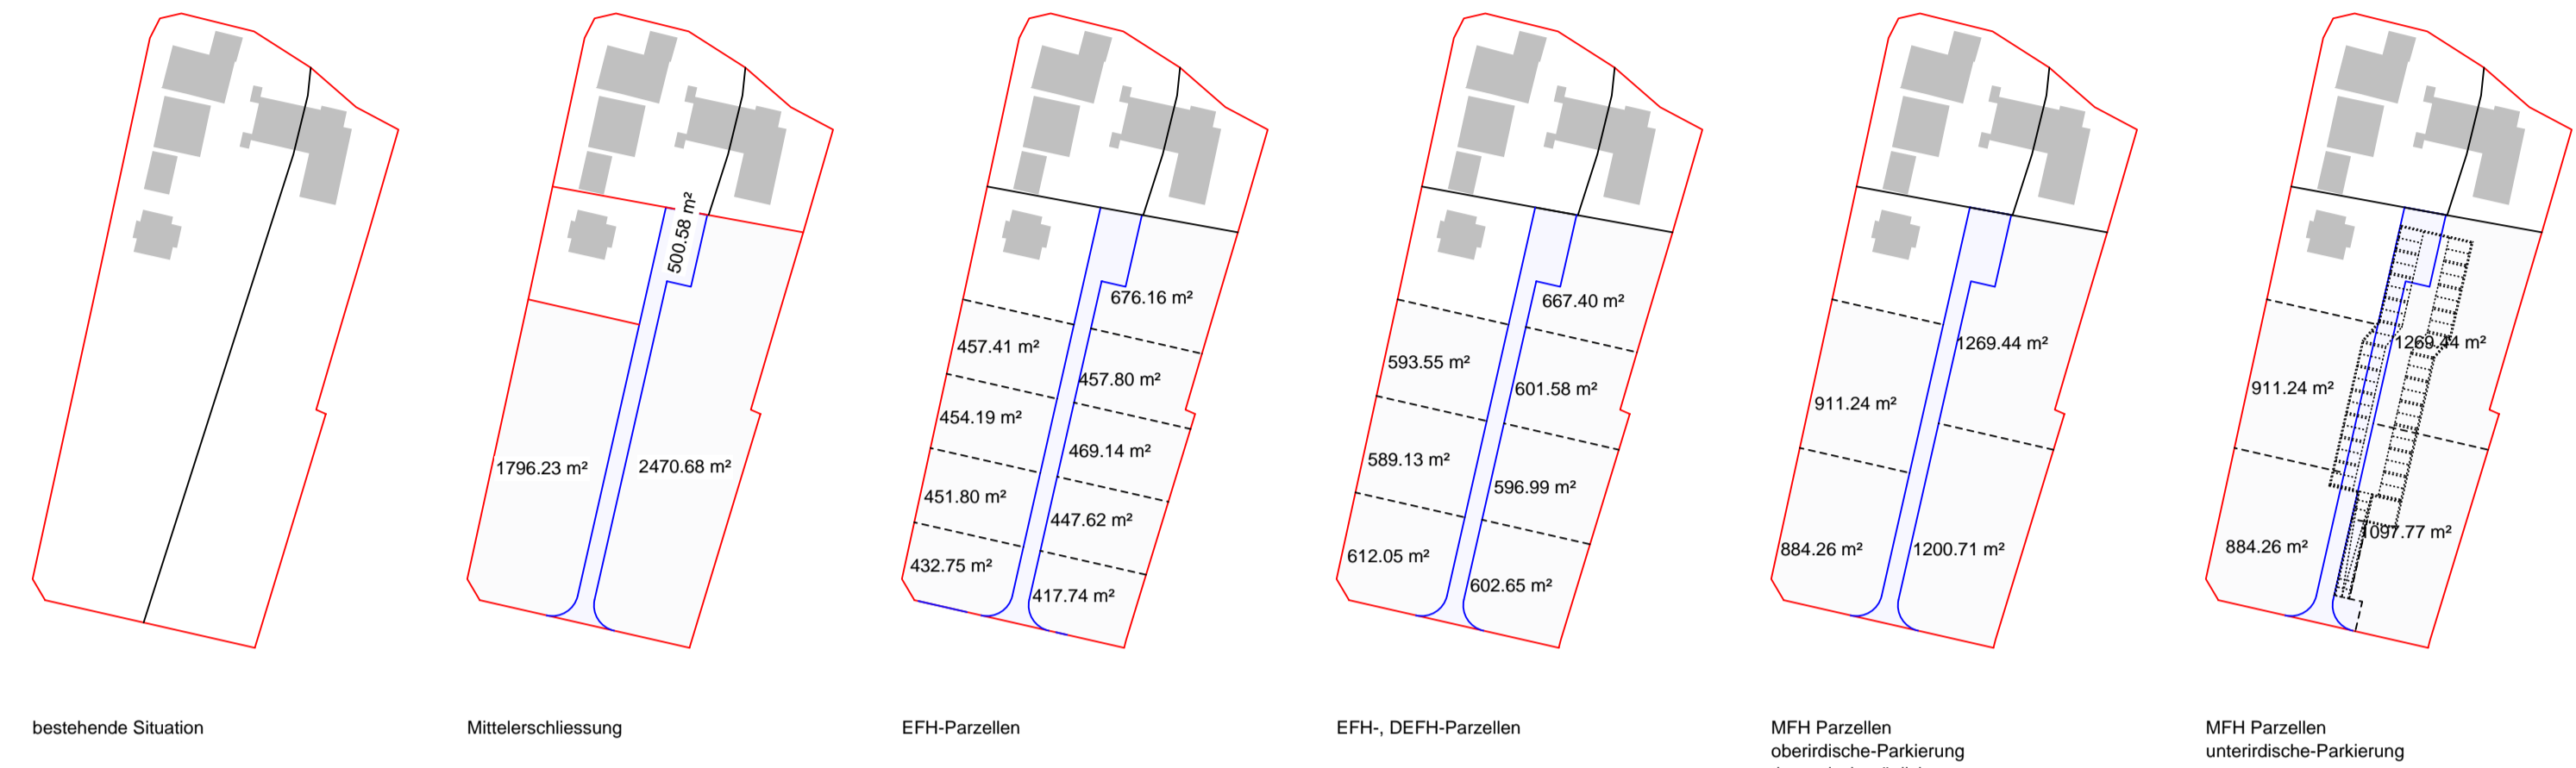 500.58 m²
1796.23 m²
2470.68 m²
676.16 m²
457.41 m²
457.80 m²
454.19 m²
469.14 m²
451.80 m²
447.62 m²
432.75 m²
417.74 m²
667.40 m²
593.55 m²
601.58 m²
589.13 m²
596.99 m²
612.05 m²
602.65 m²
1269.44 m²
911.24 m²
884.26 m²
1200.71 m²
1269.44 m²
911.24 m²
1097.77 m²
884.26 m²
bestehende Situation
Mittelerschliessung
EFH-Parzellen
EFH-, DEFH-Parzellen
MFH Parzellen
oberirdische-Parkierung
MFH Parzellen
unterirdische-Parkierung